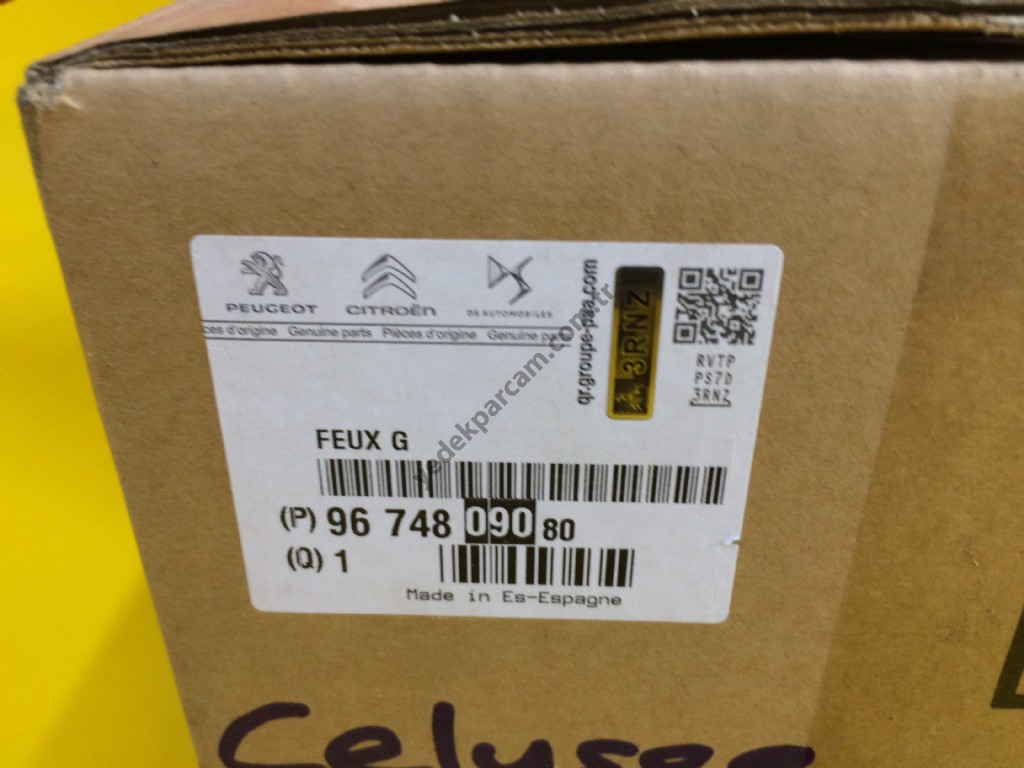 PEUGEOT CITROËN DS AUTOMOBILES
ces d'origine Genuine parts Pièces d'origine Genuine pa
qr.groupe-psa.com
3RNZ
RVTP
PS7D
3RNZ
FEUX G
(P) 96 748 090 80
(Q) 1
Made in Es-Espagne
yedekparcam.com.tr
Celysee